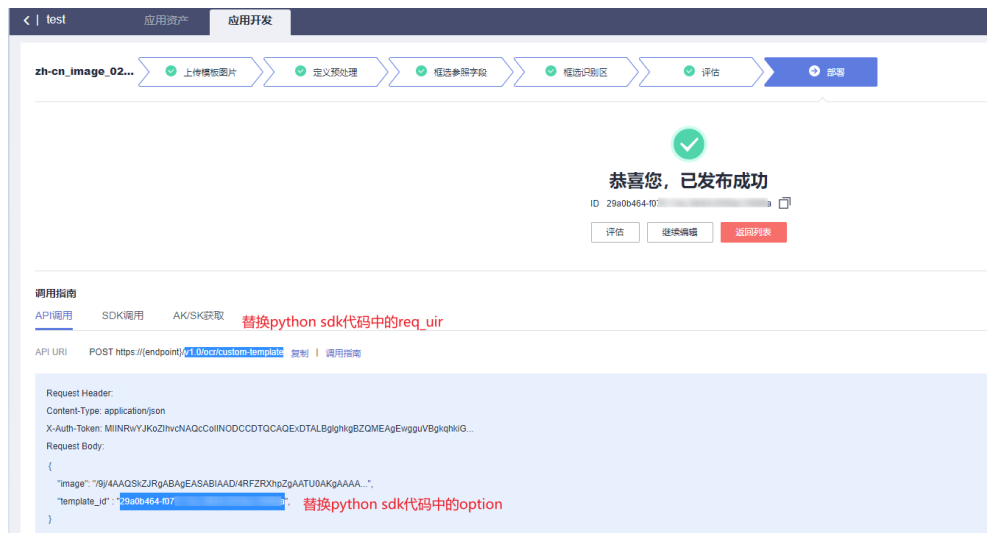 test 应用资产 应用开发
zh-cn_image_02... 上传模板图片 定义预处理 框选参照字段 框选识别区 评估 部署
恭喜您，已发布成功
ID 29a0b464-f07
评估 继续编辑 返回列表
调用指南
API调用 SDK调用 AK/SK获取 替换python sdk代码中的req_uir
API URI POST https://{endpoint}/v1.0/ocr/custom-template 复制 | 调用指南
Request Header:
Content-Type: application/json
X-Auth-Token: MIINRwYJKoZIhvcNAQcColINODCCDTQCAQExDTALBglghkgBZQMEAgEwgguVBgkqhkiG...
Request Body:
{
"image": "/9j/4AAQSkZJRgABAgEASABIAAD/4RFZRXhpZgAATU0AKgAAAA...",
"template_id" : "29a0b464-f07 ", 替换python sdk代码中的option
}